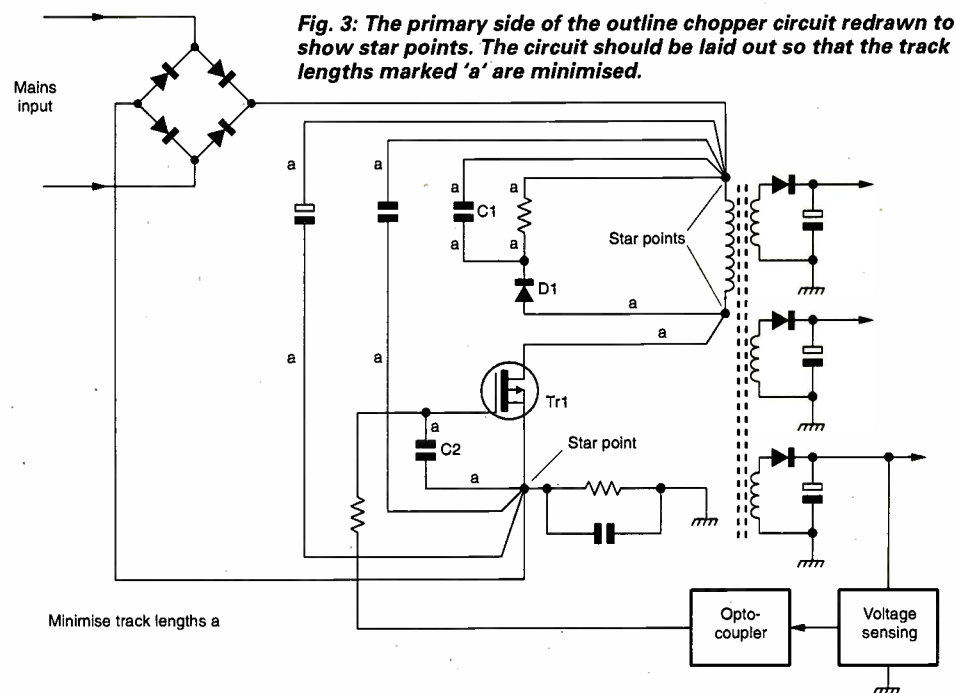 Fig. 3: The primary side of the outline chopper circuit redrawn to
show star points. The circuit should be laid out so that the track
lengths marked 'a' are minimised.
Mains
input
a
a
a
a
C1
a
a
Star points
D1
a
a
a
a
Tr1
a
C2
a
Star point
Minimise track lengths a
Opto-
coupler
Voltage
sensing